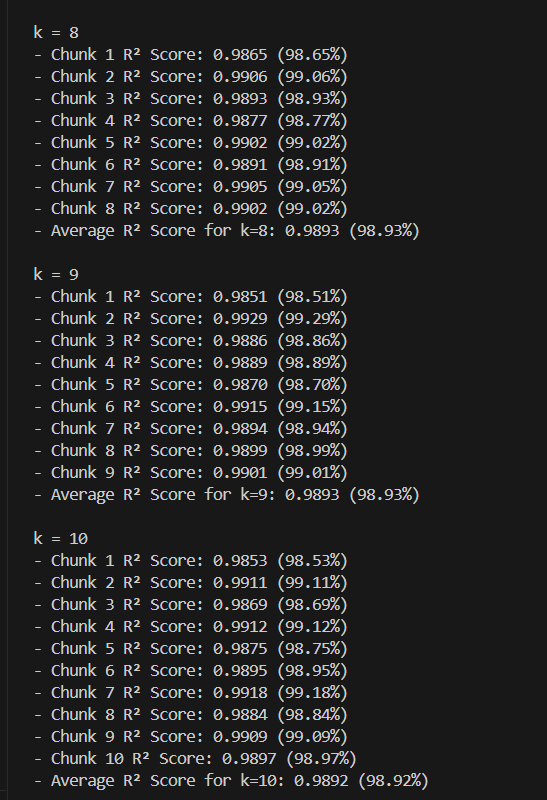 k = 8
- Chunk 1 R² Score: 0.9865 (98.65%)
- Chunk 2 R² Score: 0.9906 (99.06%)
- Chunk 3 R² Score: 0.9893 (98.93%)
- Chunk 4 R² Score: 0.9877 (98.77%)
- Chunk 5 R² Score: 0.9902 (99.02%)
- Chunk 6 R² Score: 0.9891 (98.91%)
- Chunk 7 R² Score: 0.9905 (99.05%)
- Chunk 8 R² Score: 0.9902 (99.02%)
- Average R² Score for k=8: 0.9893 (98.93%)
k = 9
- Chunk 1 R² Score: 0.9851 (98.51%)
- Chunk 2 R² Score: 0.9929 (99.29%)
- Chunk 3 R² Score: 0.9886 (98.86%)
- Chunk 4 R² Score: 0.9889 (98.89%)
- Chunk 5 R² Score: 0.9870 (98.70%)
- Chunk 6 R² Score: 0.9915 (99.15%)
- Chunk 7 R² Score: 0.9894 (98.94%)
- Chunk 8 R² Score: 0.9899 (98.99%)
- Chunk 9 R² Score: 0.9901 (99.01%)
- Average R² Score for k=9: 0.9893 (98.93%)
k = 10
- Chunk 1 R² Score: 0.9853 (98.53%)
- Chunk 2 R² Score: 0.9911 (99.11%)
- Chunk 3 R² Score: 0.9869 (98.69%)
- Chunk 4 R² Score: 0.9912 (99.12%)
- Chunk 5 R² Score: 0.9875 (98.75%)
- Chunk 6 R² Score: 0.9895 (98.95%)
- Chunk 7 R² Score: 0.9918 (99.18%)
- Chunk 8 R² Score: 0.9884 (98.84%)
- Chunk 9 R² Score: 0.9909 (99.09%)
- Chunk 10 R² Score: 0.9897 (98.97%)
- Average R² Score for k=10: 0.9892 (98.92%)